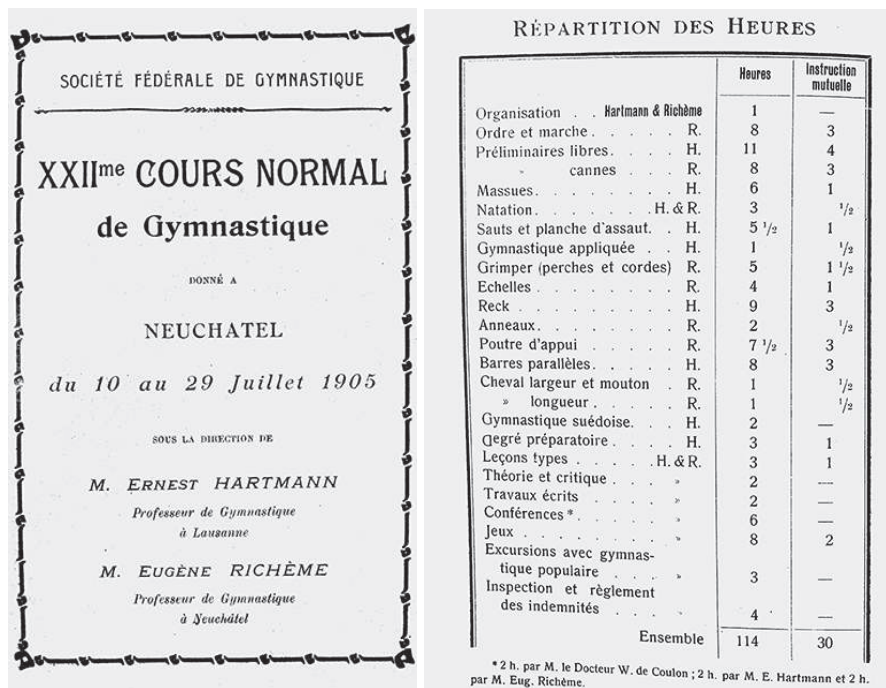 SOCIÉTÉ FÉDÉRALE DE GYMNASTIQUE
XXIIme COURS NORMAL
de Gymnastique
DONNÉ A
NEUCHATEL
du 10 au 29 Juillet 1905
SOUS LA DIRECTION DE
M. ERNEST HARTMANN
Professeur de Gymnastique
à Lausanne
M. EUGÈNE RICHÈME
Professeur de Gymnastique
à Neuchâtel
RÉPARTITION DES HEURES
Heures Instruction
mutuelle
Organisation . . Hartmann & Richème 1 —
Ordre et marche . . . . . R. 8 3
Préliminaires libres . . . . H. 11 4
» cannes . . . R. 8 3
Massues . . . . . . . H. 6 1
Natation . . . . . . . H. & R. 3 1/2
Sauts et planche d'assaut. . H. 5 1/2 1
Gymnastique appliquée . . H. 1 1/2
Grimper (perches et cordes) R. 5 1 1/2
Echelles . . . . . . . . R. 4 1
Reck . . . . . . . . . H. 9 3
Anneaux . . . . . . . . R. 2 1/2
Poutre d'appui . . . . . R. 7 1/2 3
Barres parallèles . . . . . H. 8 3
Cheval largeur et mouton . R. 1 1/2
» longueur . . . . . R. 1 1/2
Gymnastique suédoise. . . H. 2 —
Degré préparatoire . . . . H. 3 1
Leçons types . . . . . H. & R. 3 1
Théorie et critique . . . » 2 —
Travaux écrits . . . . » 2 —
Conférences * . . . . . » 6 —
Jeux . . . . . . . . » 8 2
Excursions avec gymnas-
tique populaire . . . » 3 —
Inspection et règlement
des indemnités . . . » 4 —
Ensemble 114 30
* 2 h. par M. le Docteur W. de Coulon ; 2 h. par M. E. Hartmann et 2 h.
par M. Eug. Richème.